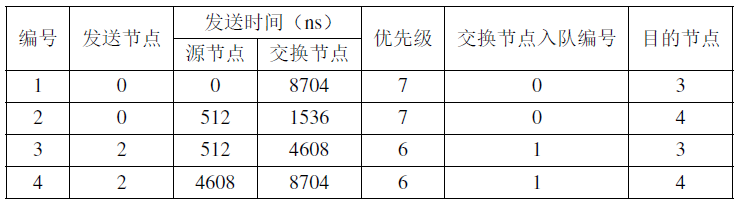 编号 发送节点 发送时间（ns） 优先级 交换节点入队编号 目的节点
源节点 交换节点
1 0 0 8704 7 0 3
2 0 512 1536 7 0 4
3 2 512 4608 6 1 3
4 2 4608 8704 6 1 4